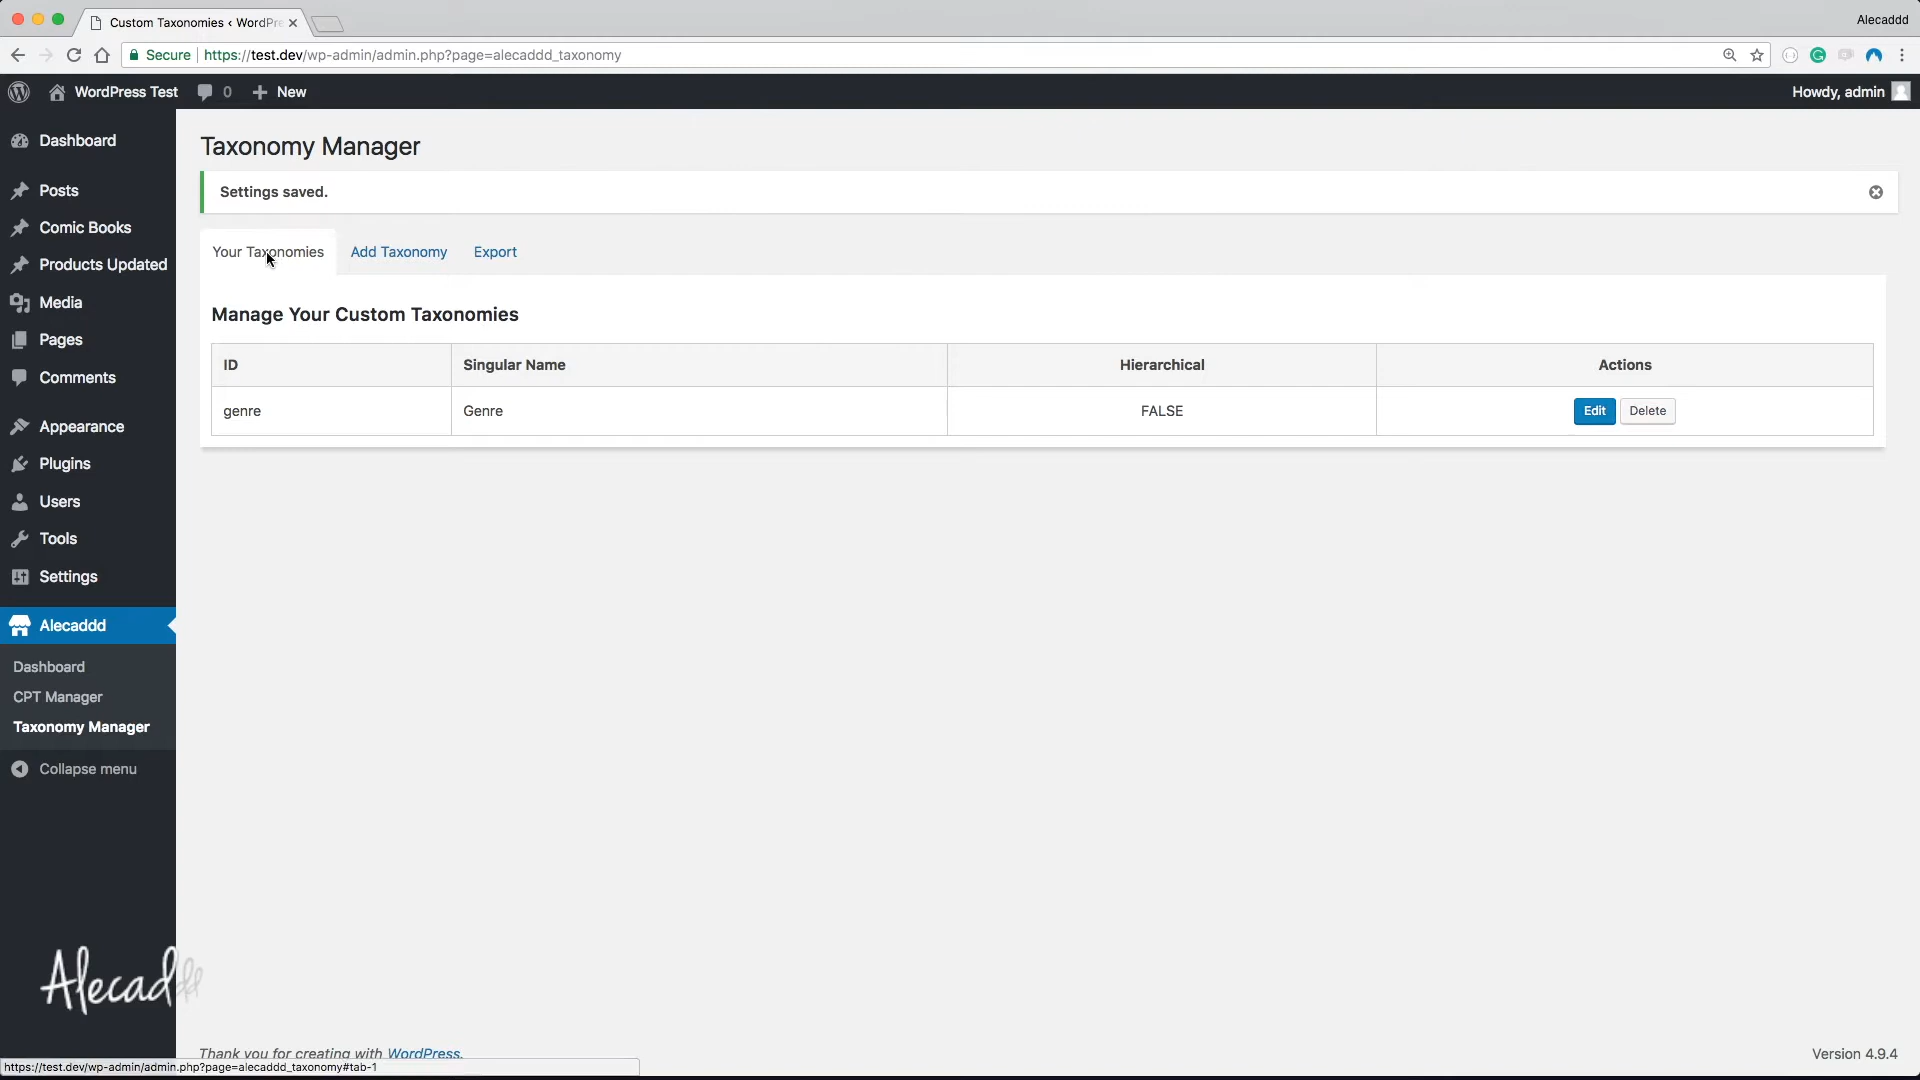 Custom Taxonomies ‹ WordPre
Alecaddd
Secure https://test.dev/wp-admin/admin.php?page=alecaddd_taxonomy
WordPress Test 0 New Howdy, admin
Dashboard
Posts
Comic Books
Products Updated
Media
Pages
Comments
Appearance
Plugins
Users
Tools
Settings
Alecaddd
Dashboard
CPT Manager
Taxonomy Manager
Collapse menu
Taxonomy Manager
Settings saved.
Your Taxonomies Add Taxonomy Export
Manage Your Custom Taxonomies
ID Singular Name Hierarchical Actions
genre Genre FALSE Edit Delete
Alecaddd
Thank you for creating with WordPress.
Version 4.9.4
https://test.dev/wp-admin/admin.php?page=alecaddd_taxonomy#tab-1